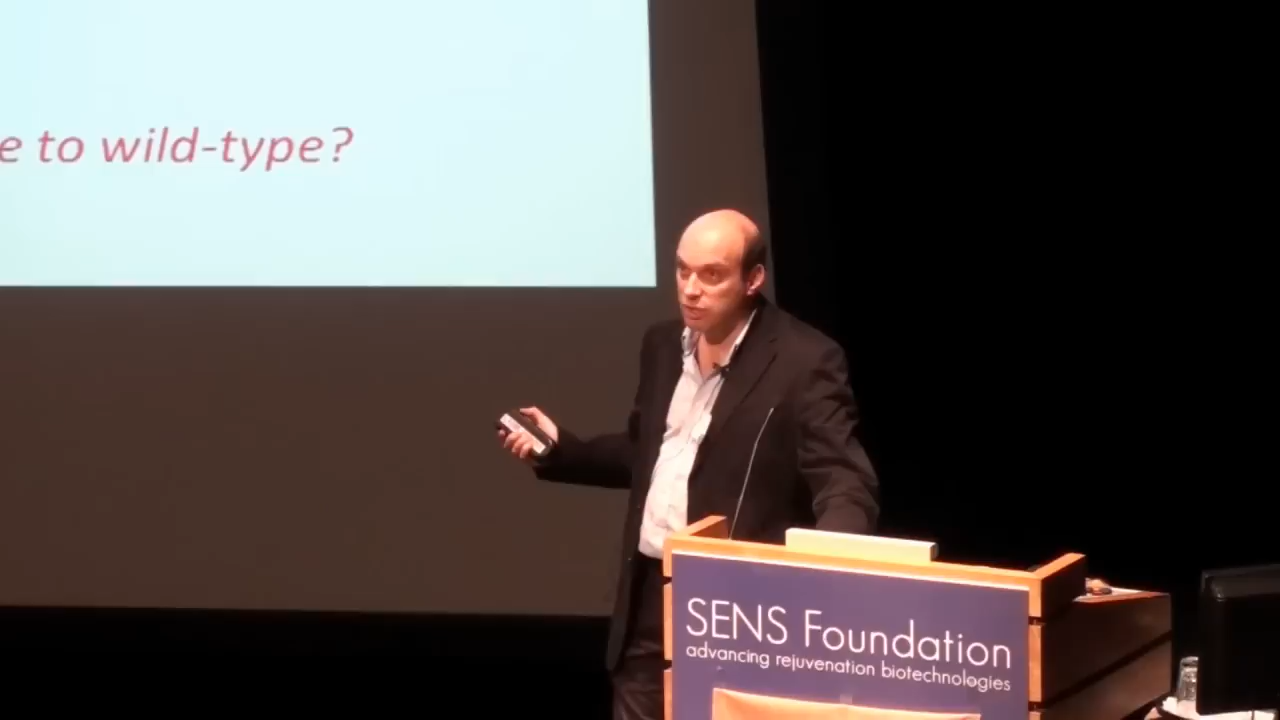 e to wild-type?
SENS Foundation
advancing rejuvenation biotechnologies